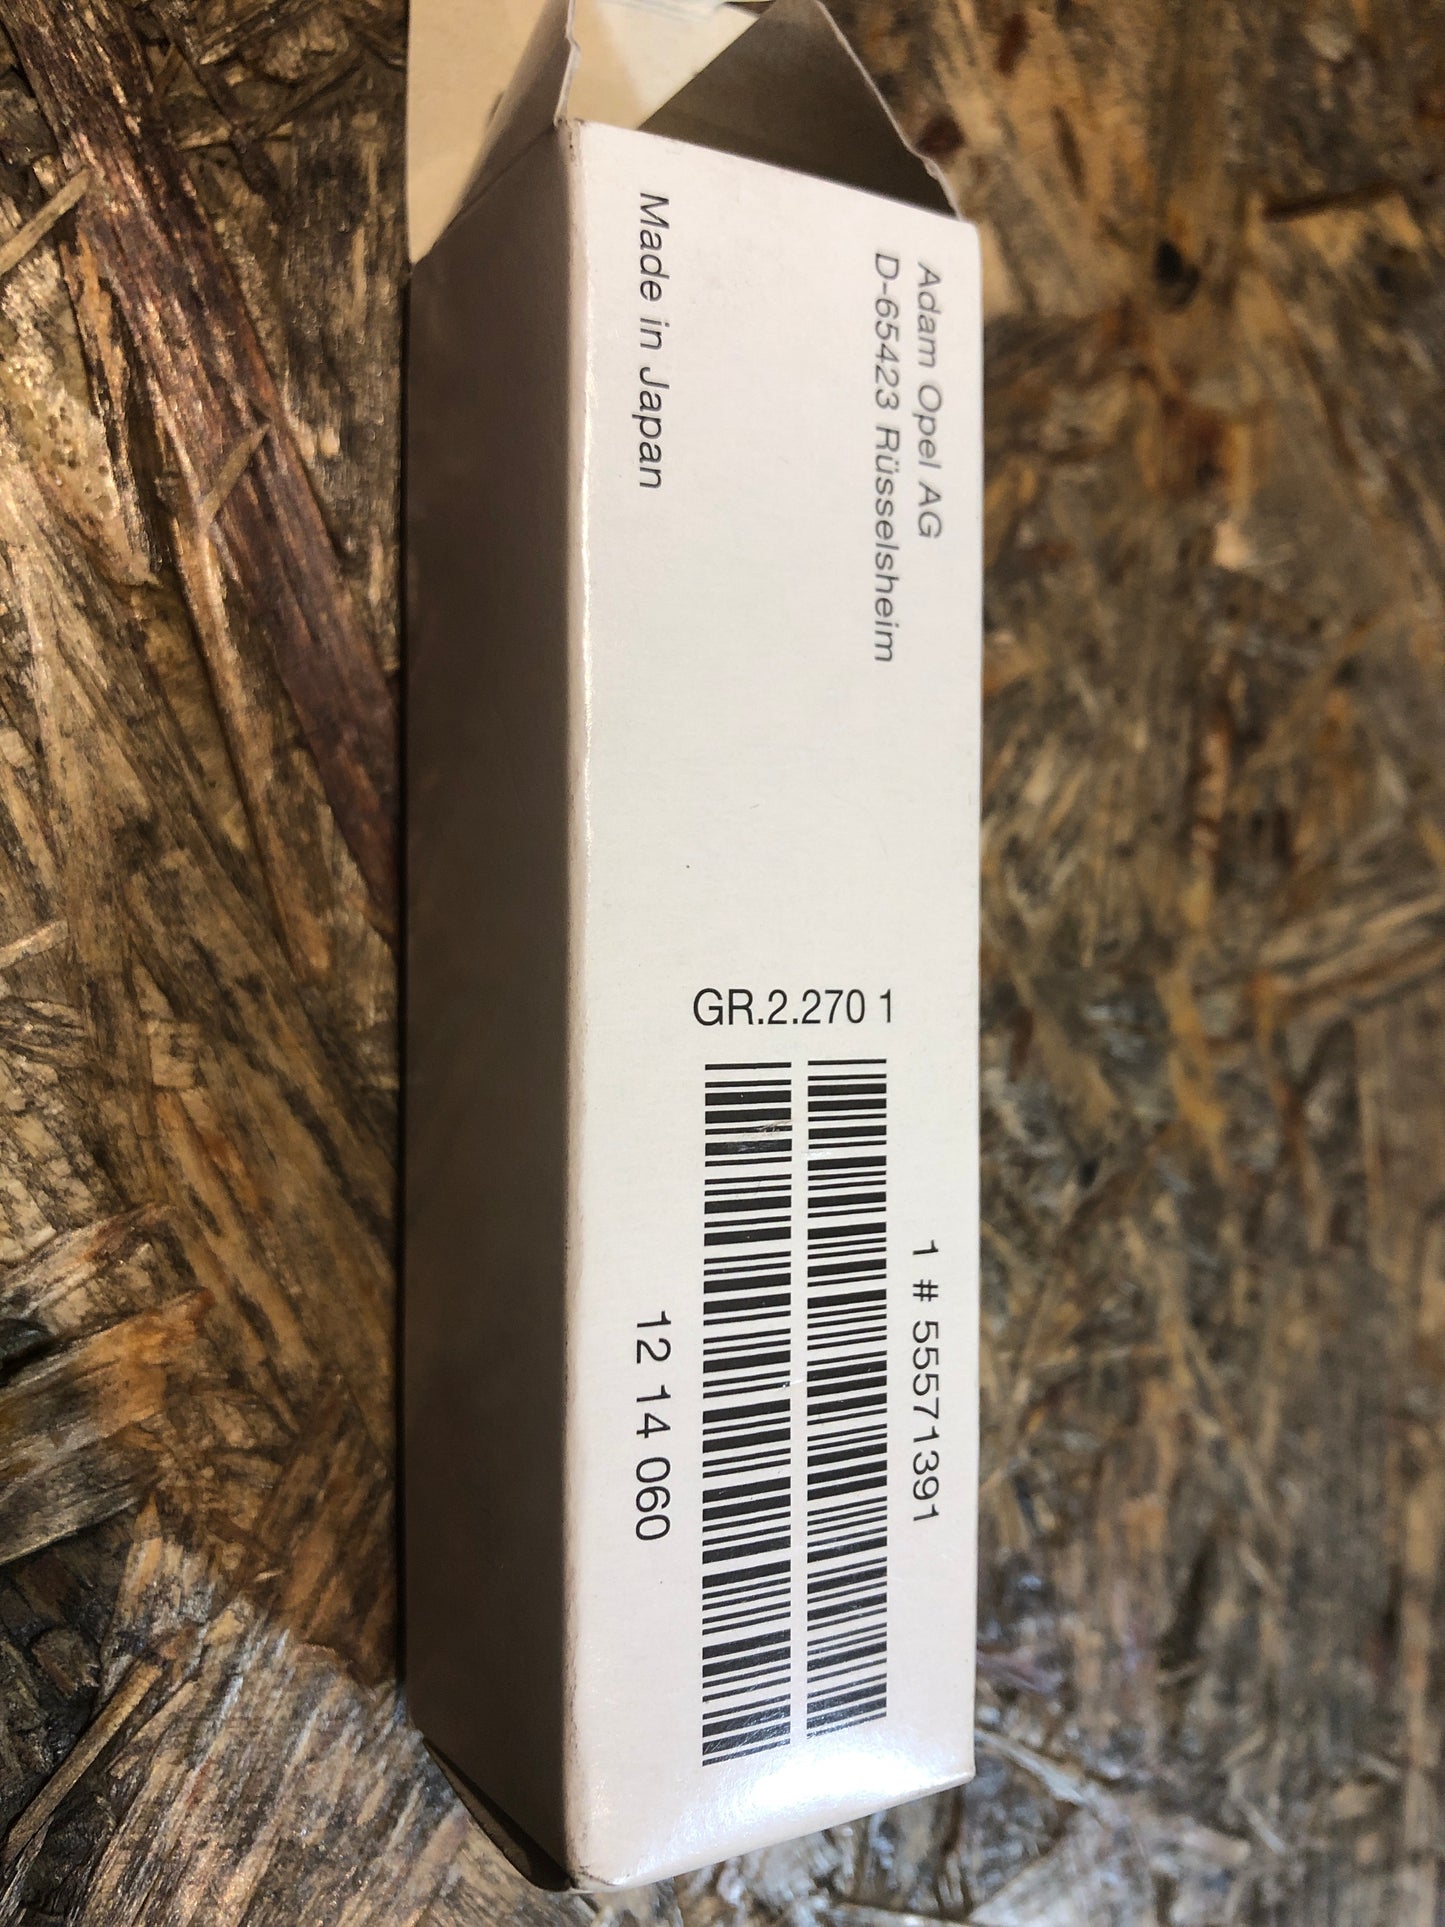 Adam Opel AG
D-65423 Rüsselsheim
Made in Japan
GR.2.270 1
1 # 55571391
12 14 060